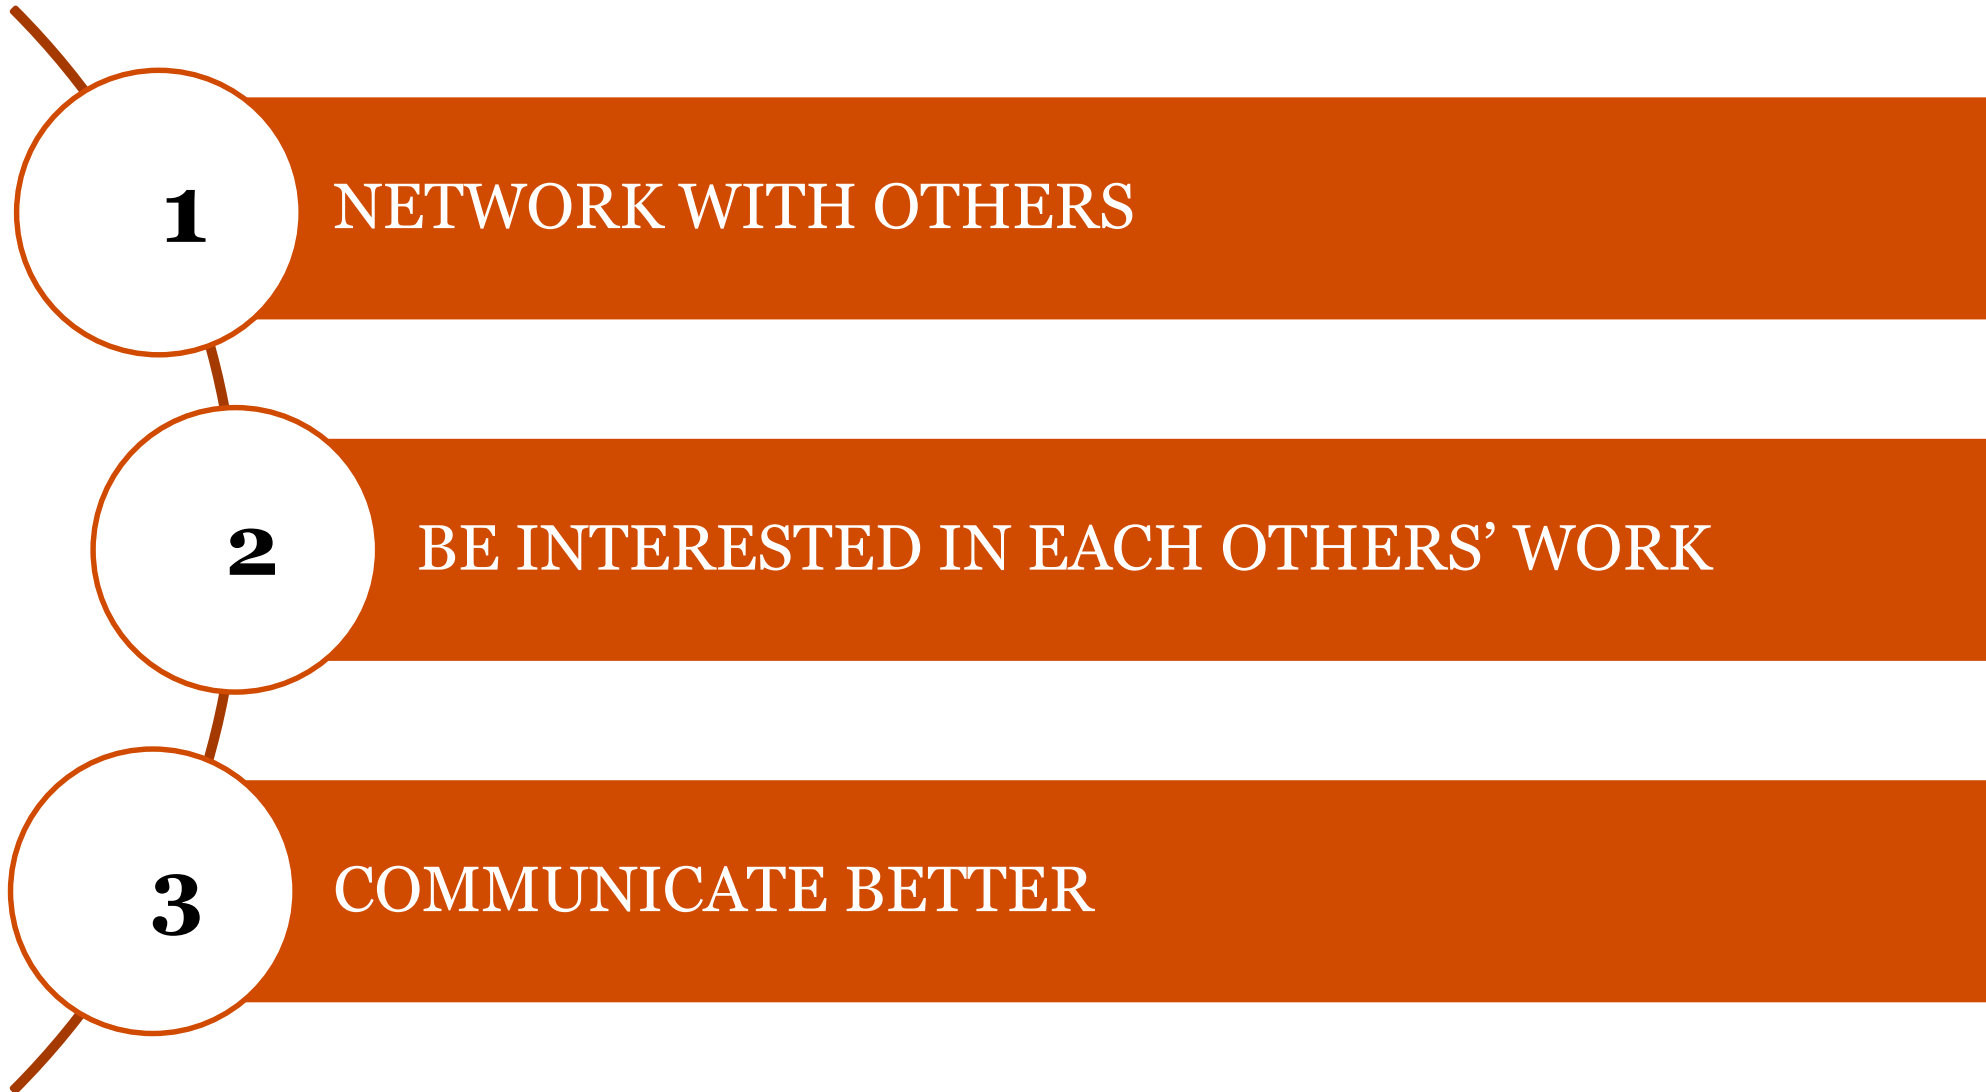 1 NETWORK WITH OTHERS
2 BE INTERESTED IN EACH OTHERS’ WORK
3 COMMUNICATE BETTER